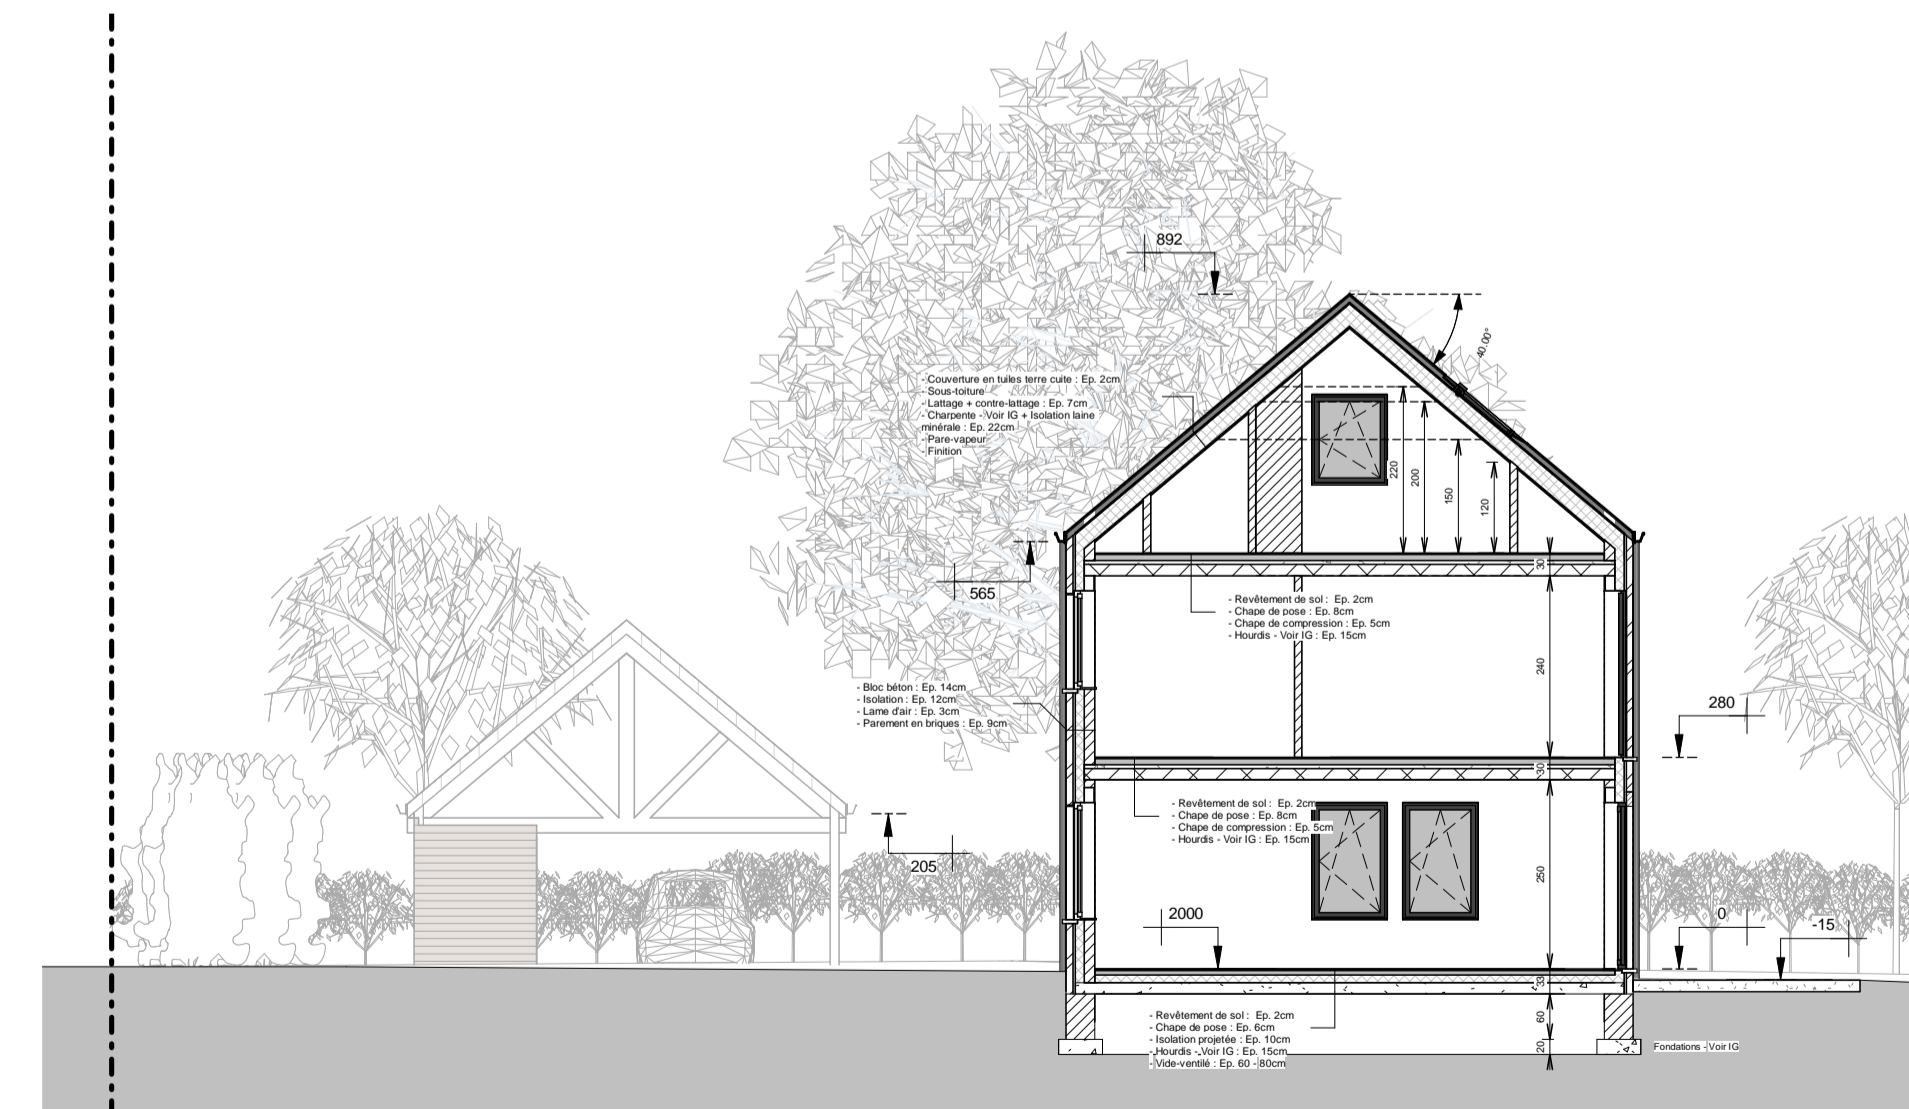 892
40.00°
- Couverture en tuiles terre cuite : Ep. 2cm
- Sous-toiture
- Lattage + contre-lattage : Ep. 7cm
- Charpente - Voir IG + Isolation laine
minérale : Ep. 22cm
- Pare-vapeur
- Finition
220
200
150
120
565
30
- Revêtement de sol : Ep. 2cm
- Chape de pose : Ep. 8cm
- Chape de compression : Ep. 5cm
- Hourdis - Voir IG : Ep. 15cm
240
- Bloc béton : Ep. 14cm
- Isolation : Ep. 12cm
- Lame d'air : Ep. 3cm
- Parement en briques : Ep. 9cm
280
30
- Revêtement de sol : Ep. 2cm
- Chape de pose : Ep. 8cm
- Chape de compression : Ep. 5cm
- Hourdis - Voir IG : Ep. 15cm
205
250
2000
0
-15
33
- Revêtement de sol : Ep. 2cm
- Chape de pose : Ep. 6cm
- Isolation projetée : Ep. 10cm
- Hourdis - Voir IG : Ep. 15cm
- Vide-ventilé : Ep. 60 - 80cm
60
20
Fondations - Voir IG